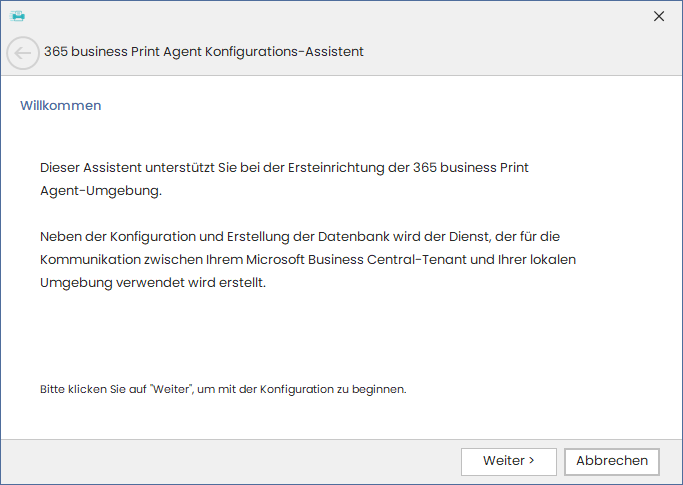 365 business Print Agent Konfigurations-Assistent
Willkommen
Dieser Assistent unterstützt Sie bei der Ersteinrichtung der 365 business Print
Agent-Umgebung.
Neben der Konfiguration und Erstellung der Datenbank wird der Dienst, der für die
Kommunikation zwischen Ihrem Microsoft Business Central-Tenant und Ihrer lokalen
Umgebung verwendet wird erstellt.
Bitte klicken Sie auf "Weiter", um mit der Konfiguration zu beginnen.
Weiter >
Abbrechen